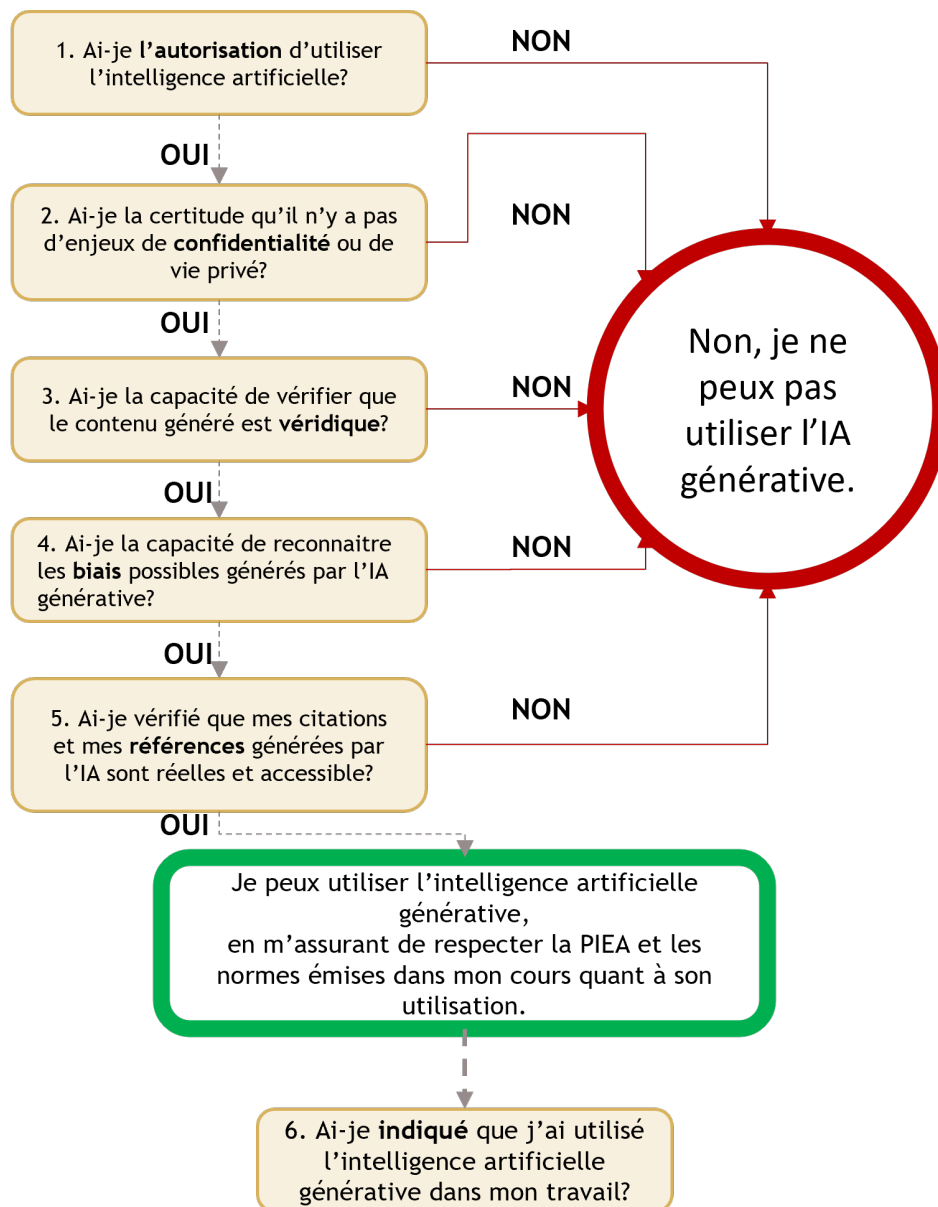 1. Ai-je l’autorisation d’utiliser
l’intelligence artificielle?
NON
OUI
2. Ai-je la certitude qu’il n’y a pas
d’enjeux de confidentialité ou de
vie privé?
NON
OUI
Non, je ne
peux pas
utiliser l’IA
générative.
3. Ai-je la capacité de vérifier que
le contenu généré est véridique?
NON
OUI
4. Ai-je la capacité de reconnaitre
les biais possibles générés par l’IA
générative?
NON
OUI
5. Ai-je vérifié que mes citations
et mes références générées par
l’IA sont réelles et accessible?
NON
OUI
Je peux utiliser l’intelligence artificielle
générative,
en m’assurant de respecter la PIEA et les
normes émises dans mon cours quant à son
utilisation.
6. Ai-je indiqué que j’ai utilisé
l’intelligence artificielle
générative dans mon travail?